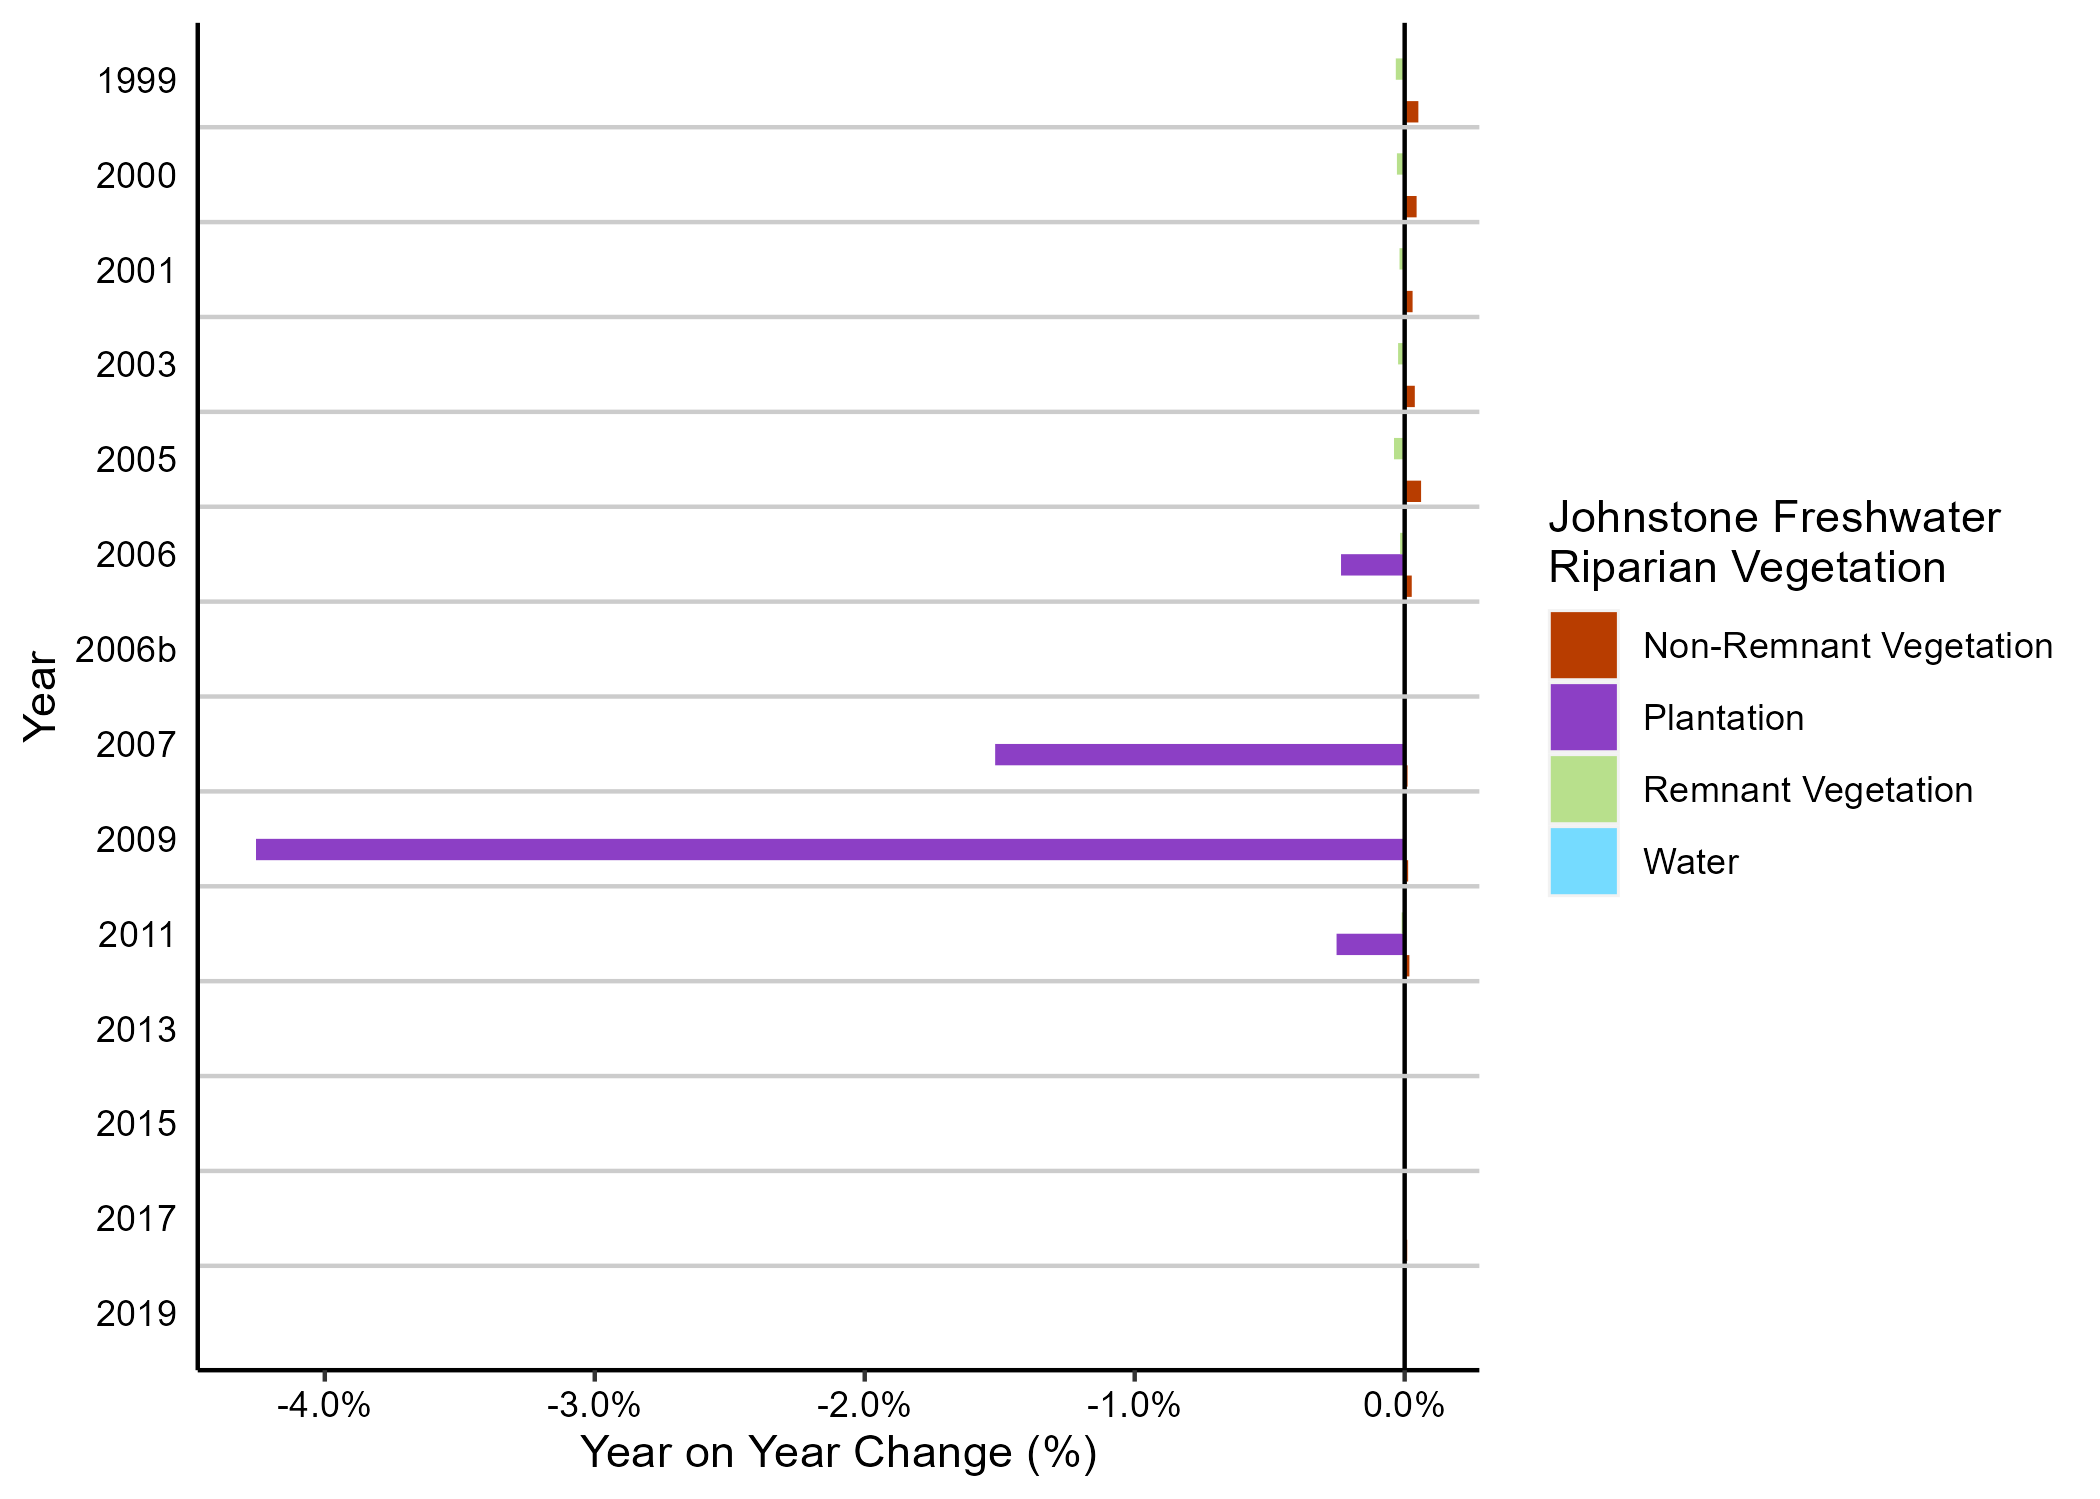 1999
2000
2001
2003
2005
2006
2006b
2007
2009
2011
2013
2015
2017
2019
Year
-4.0%
-3.0%
-2.0%
-1.0%
0.0%
Year on Year Change (%)
Johnstone Freshwater
Riparian Vegetation
Non-Remnant Vegetation
Plantation
Remnant Vegetation
Water